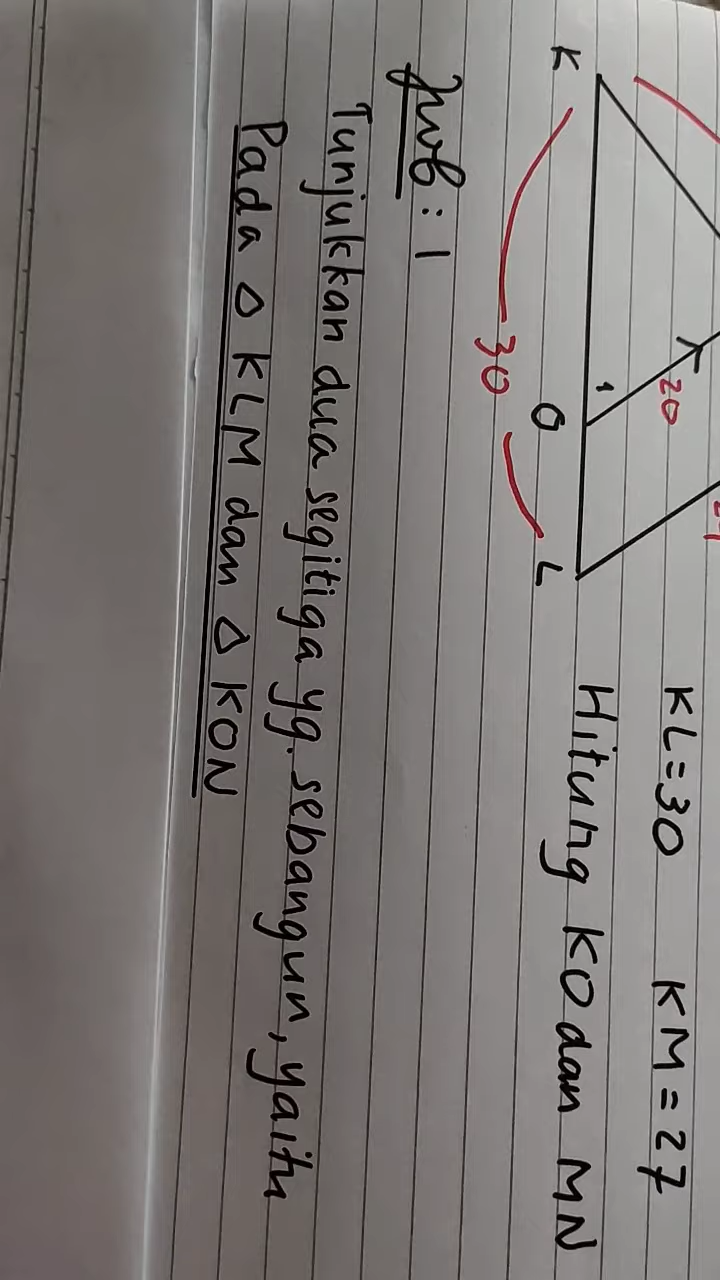 K
20
O
30
L
KL=30 KM=27
Hitung KO dan MN
Jwb : 1
Tunjukkan dua segitiga yg. sebangun, yaitu
Pada △ KLM dan △ KON